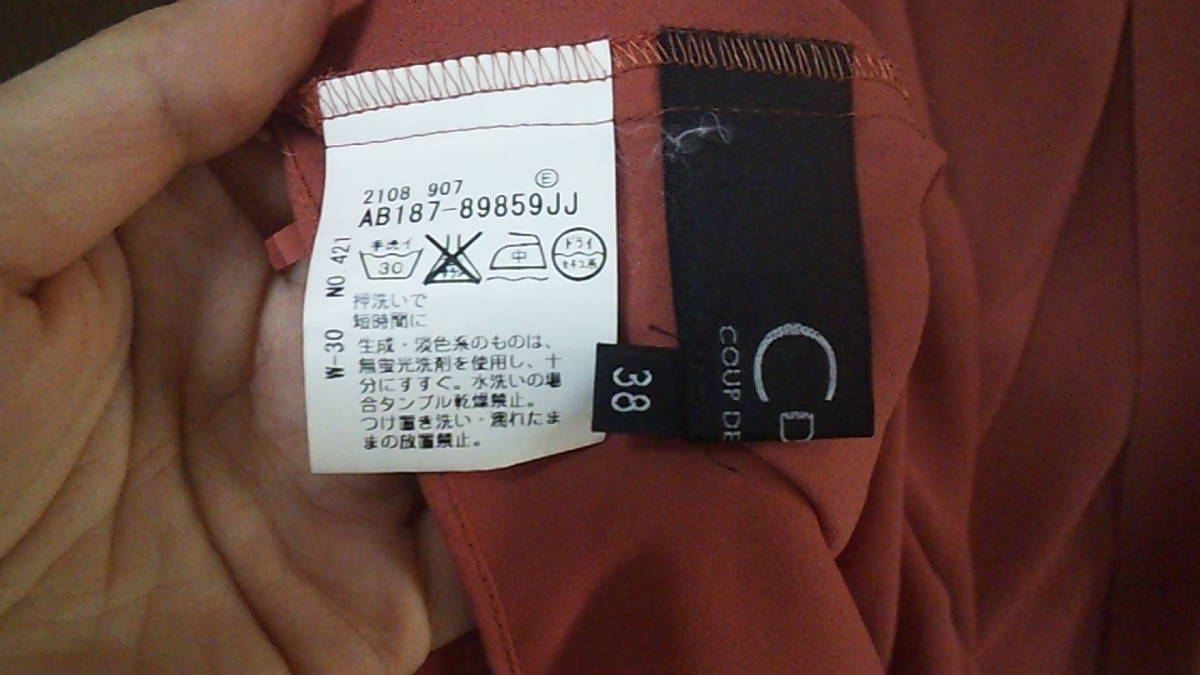 2108 907 Ⓔ
AB187-89859JJ
手洗イ
30
中
ドライ
セキユ系
押洗いで
短時間に
生成・淡色系のものは、
無蛍光洗剤を使用し、十
分にすすぐ。水洗いの場
合タンブル乾燥禁止。
つけ置き洗い・濡れたま
まの放置禁止。
W-30 NO.421
38
CD
COUP DE